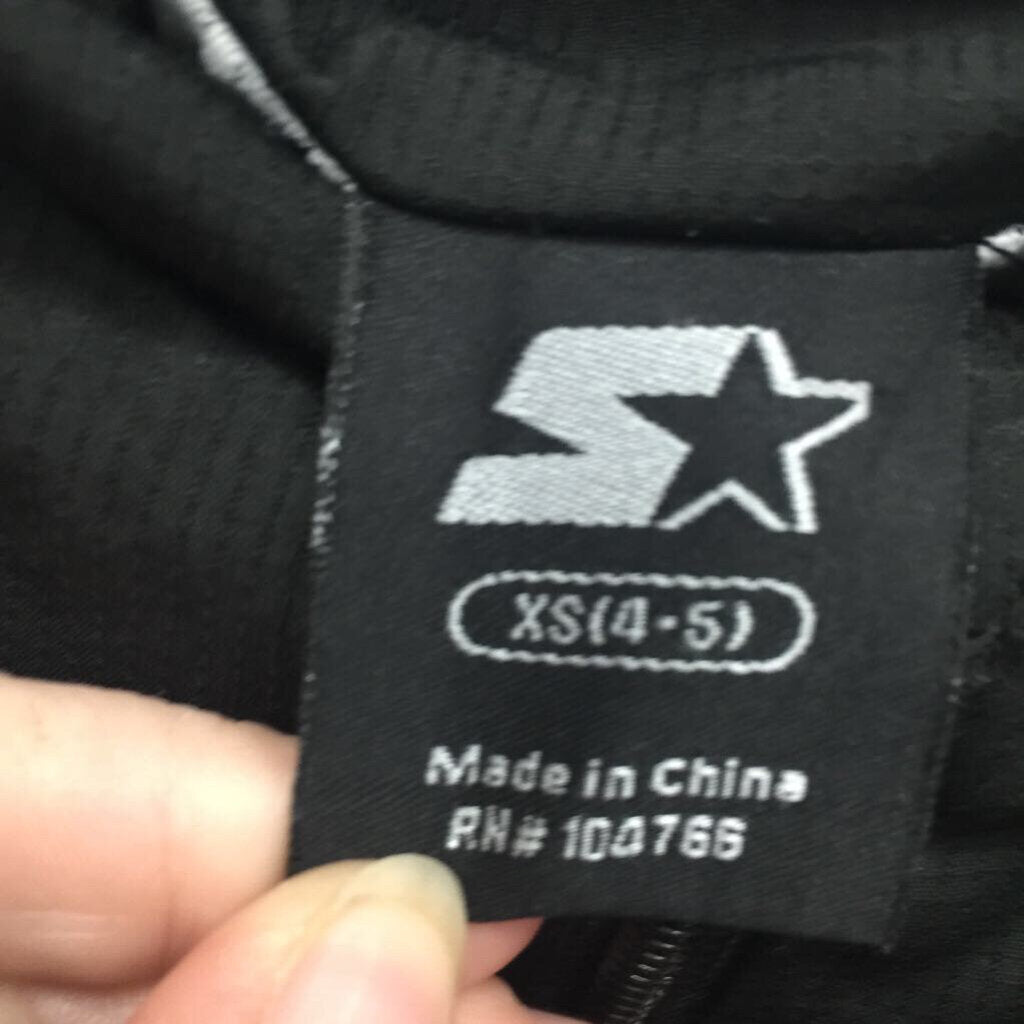 XS(4-5)
Made in China
RN# 104766